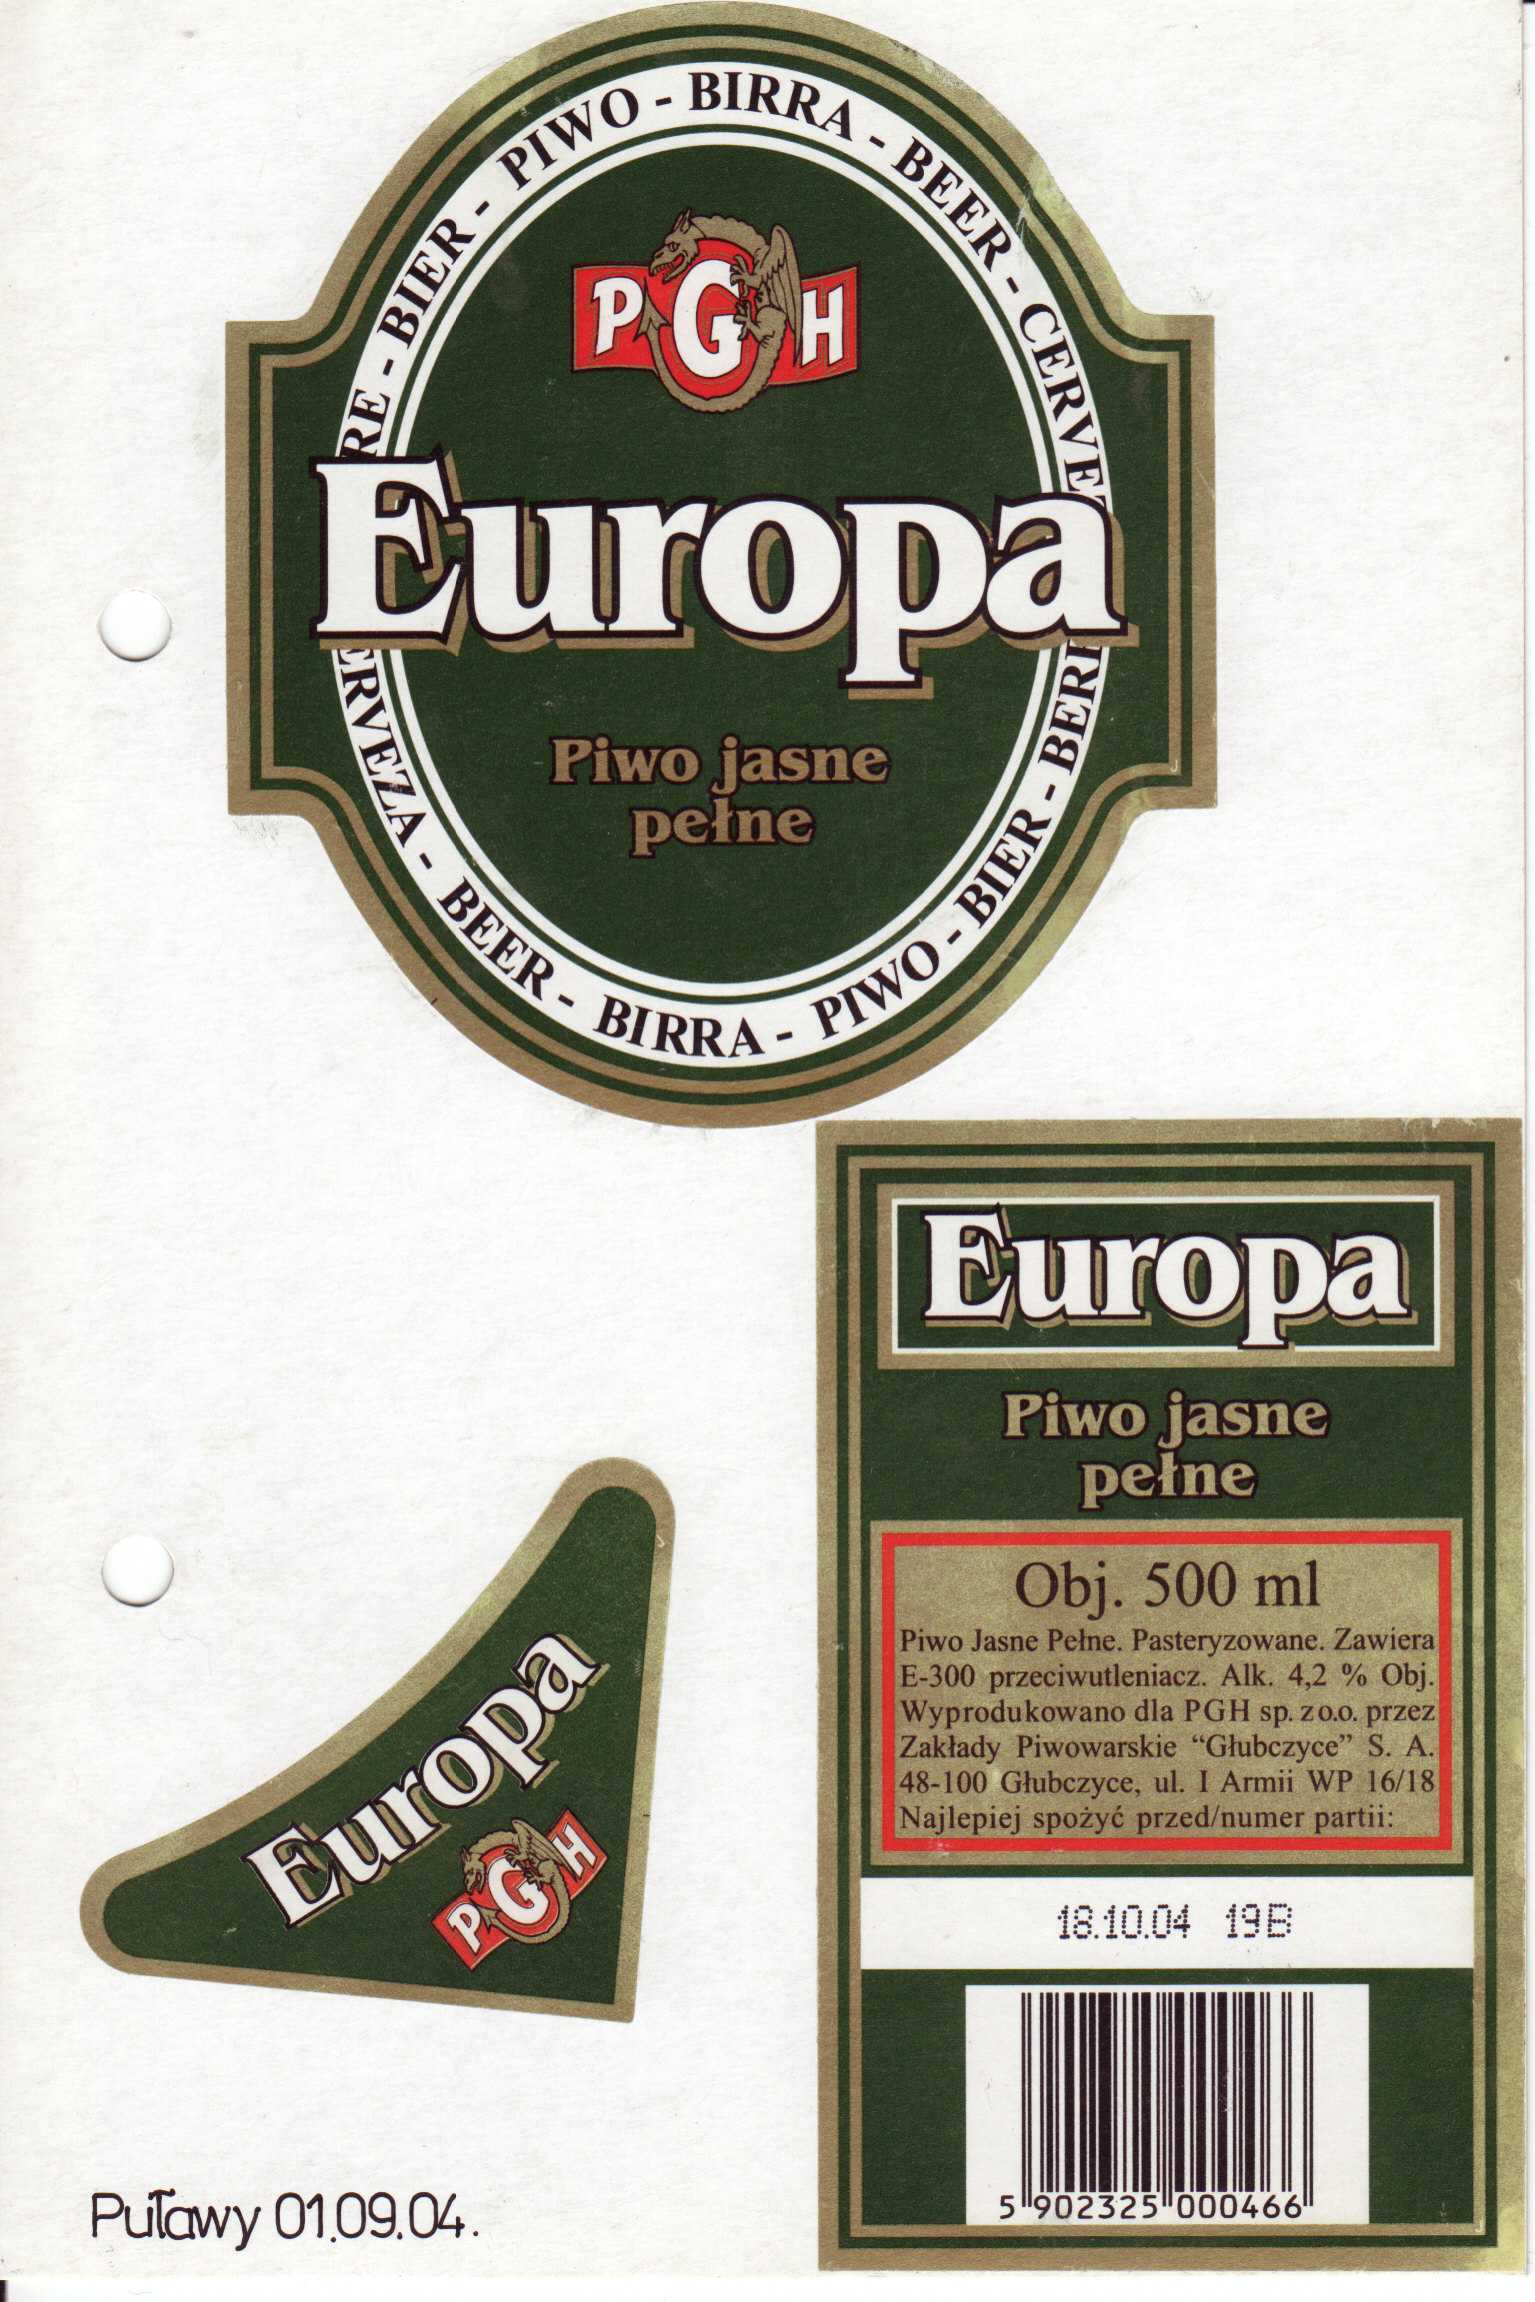 RE - BIER - PIWO - BIRRA - BEER - CERVEZ
PGH
Europa
Piwo jasne
pełne
ERVEZA - BEER - BIRRA - PIWO - BIER - BERE
Europa
Piwo jasne
pełne
Obj. 500 ml
Piwo Jasne Pełne. Pasteryzowane. Zawiera
E-300 przeciwutleniacz. Alk. 4,2 % Obj.
Wyprodukowano dla PGH sp. z o.o. przez
Zakłady Piwowarskie “Głubczyce” S. A.
48-100 Głubczyce, ul. I Armii WP 16/18
Najlepiej spożyć przed/numer partii:
18.10.04 19B
5 902325 000466
Europa
PGH
Puławy 01.09.04.